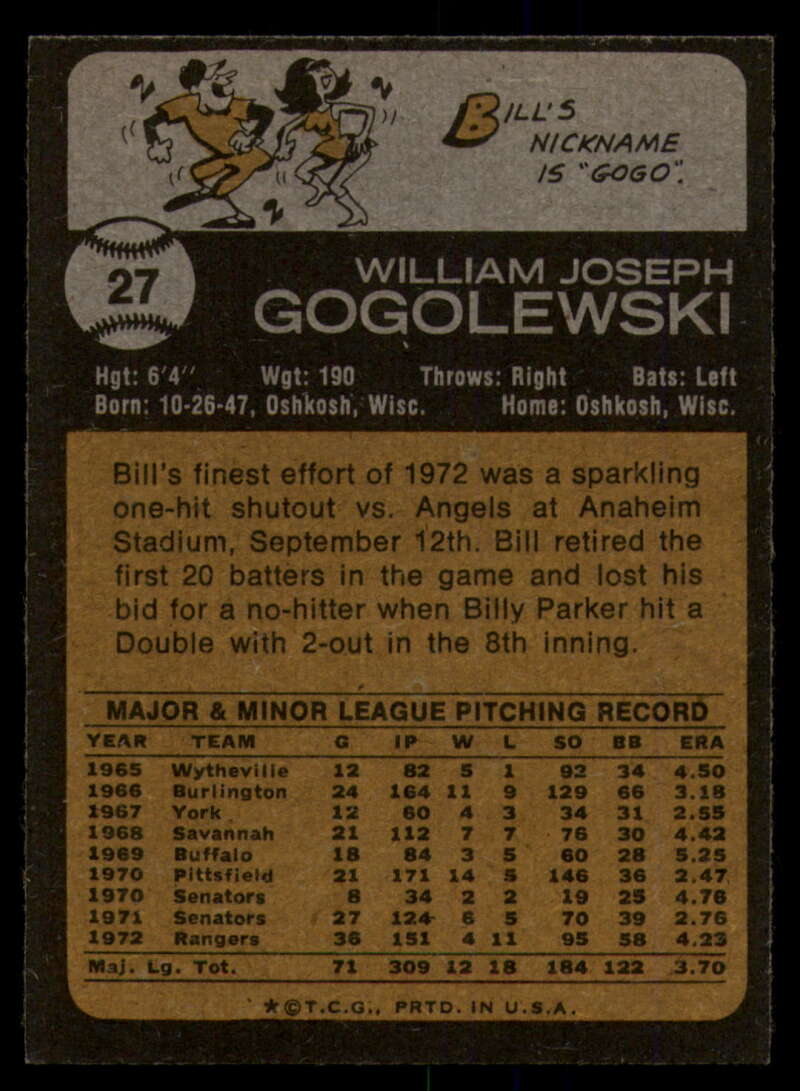 BILL'S
NICKNAME
IS "GOGO".
27
WILLIAM JOSEPH
GOGOLEWSKI
Hgt: 6'4" Wgt: 190 Throws: Right Bats: Left
Born: 10-26-47, Oshkosh, Wisc. Home: Oshkosh, Wisc.
Bill's finest effort of 1972 was a sparkling
one-hit shutout vs. Angels at Anaheim
Stadium, September 12th. Bill retired the
first 20 batters in the game and lost his
bid for a no-hitter when Billy Parker hit a
Double with 2-out in the 8th inning.
MAJOR & MINOR LEAGUE PITCHING RECORD
YEAR TEAM G IP W L SO BB ERA
1965 Wytheville 12 82 5 1 92 34 4.50
1966 Burlington 24 164 11 9 129 66 3.18
1967 York 12 60 4 3 34 31 2.55
1968 Savannah 21 112 7 7 76 30 4.42
1969 Buffalo 18 84 3 5 60 28 5.25
1970 Pittsfield 21 171 14 5 146 36 2.47
1970 Senators 8 34 2 2 19 25 4.76
1971 Senators 27 124 6 5 70 39 2.76
1972 Rangers 36 151 4 11 95 58 4.23
Maj. Lg. Tot. 71 309 12 18 184 122 3.70
*©T.C.G., PRTD. IN U.S.A.